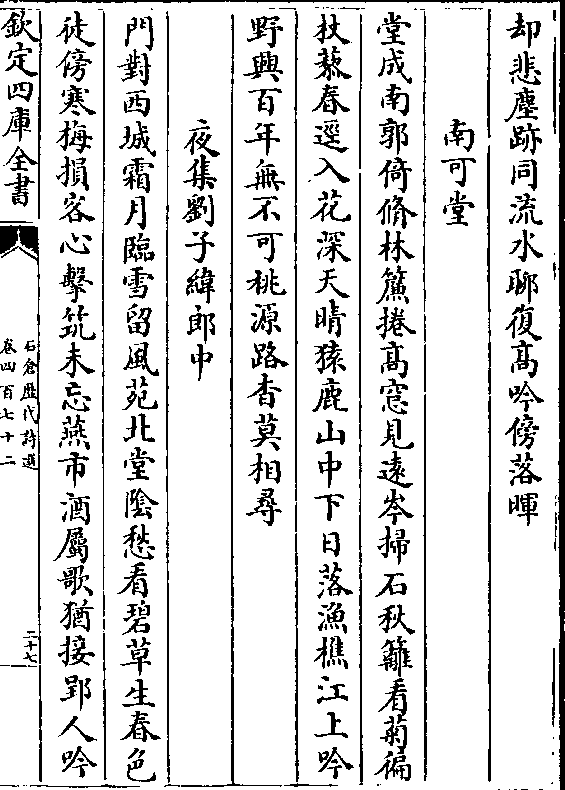 却悲塵跡同流水聊復髙吟傍落暉
南可堂
堂成南郭倚脩林簾捲髙窓見遠岑掃石秋籬看菊徧
杖藜春逕入花深天晴猿鹿山中下日落漁樵江上吟
野興百年無不可桃源路杳莫相尋
夜集劉子緯郎中
門對西城霜月臨雪留風苑北堂隂愁看碧草生春色
徒傍寒梅損客心擊筑未忘燕市酒屬歌猶接郢人吟
欽定四庫全書
石倉歴代詩選
卷四百七十二
二十七